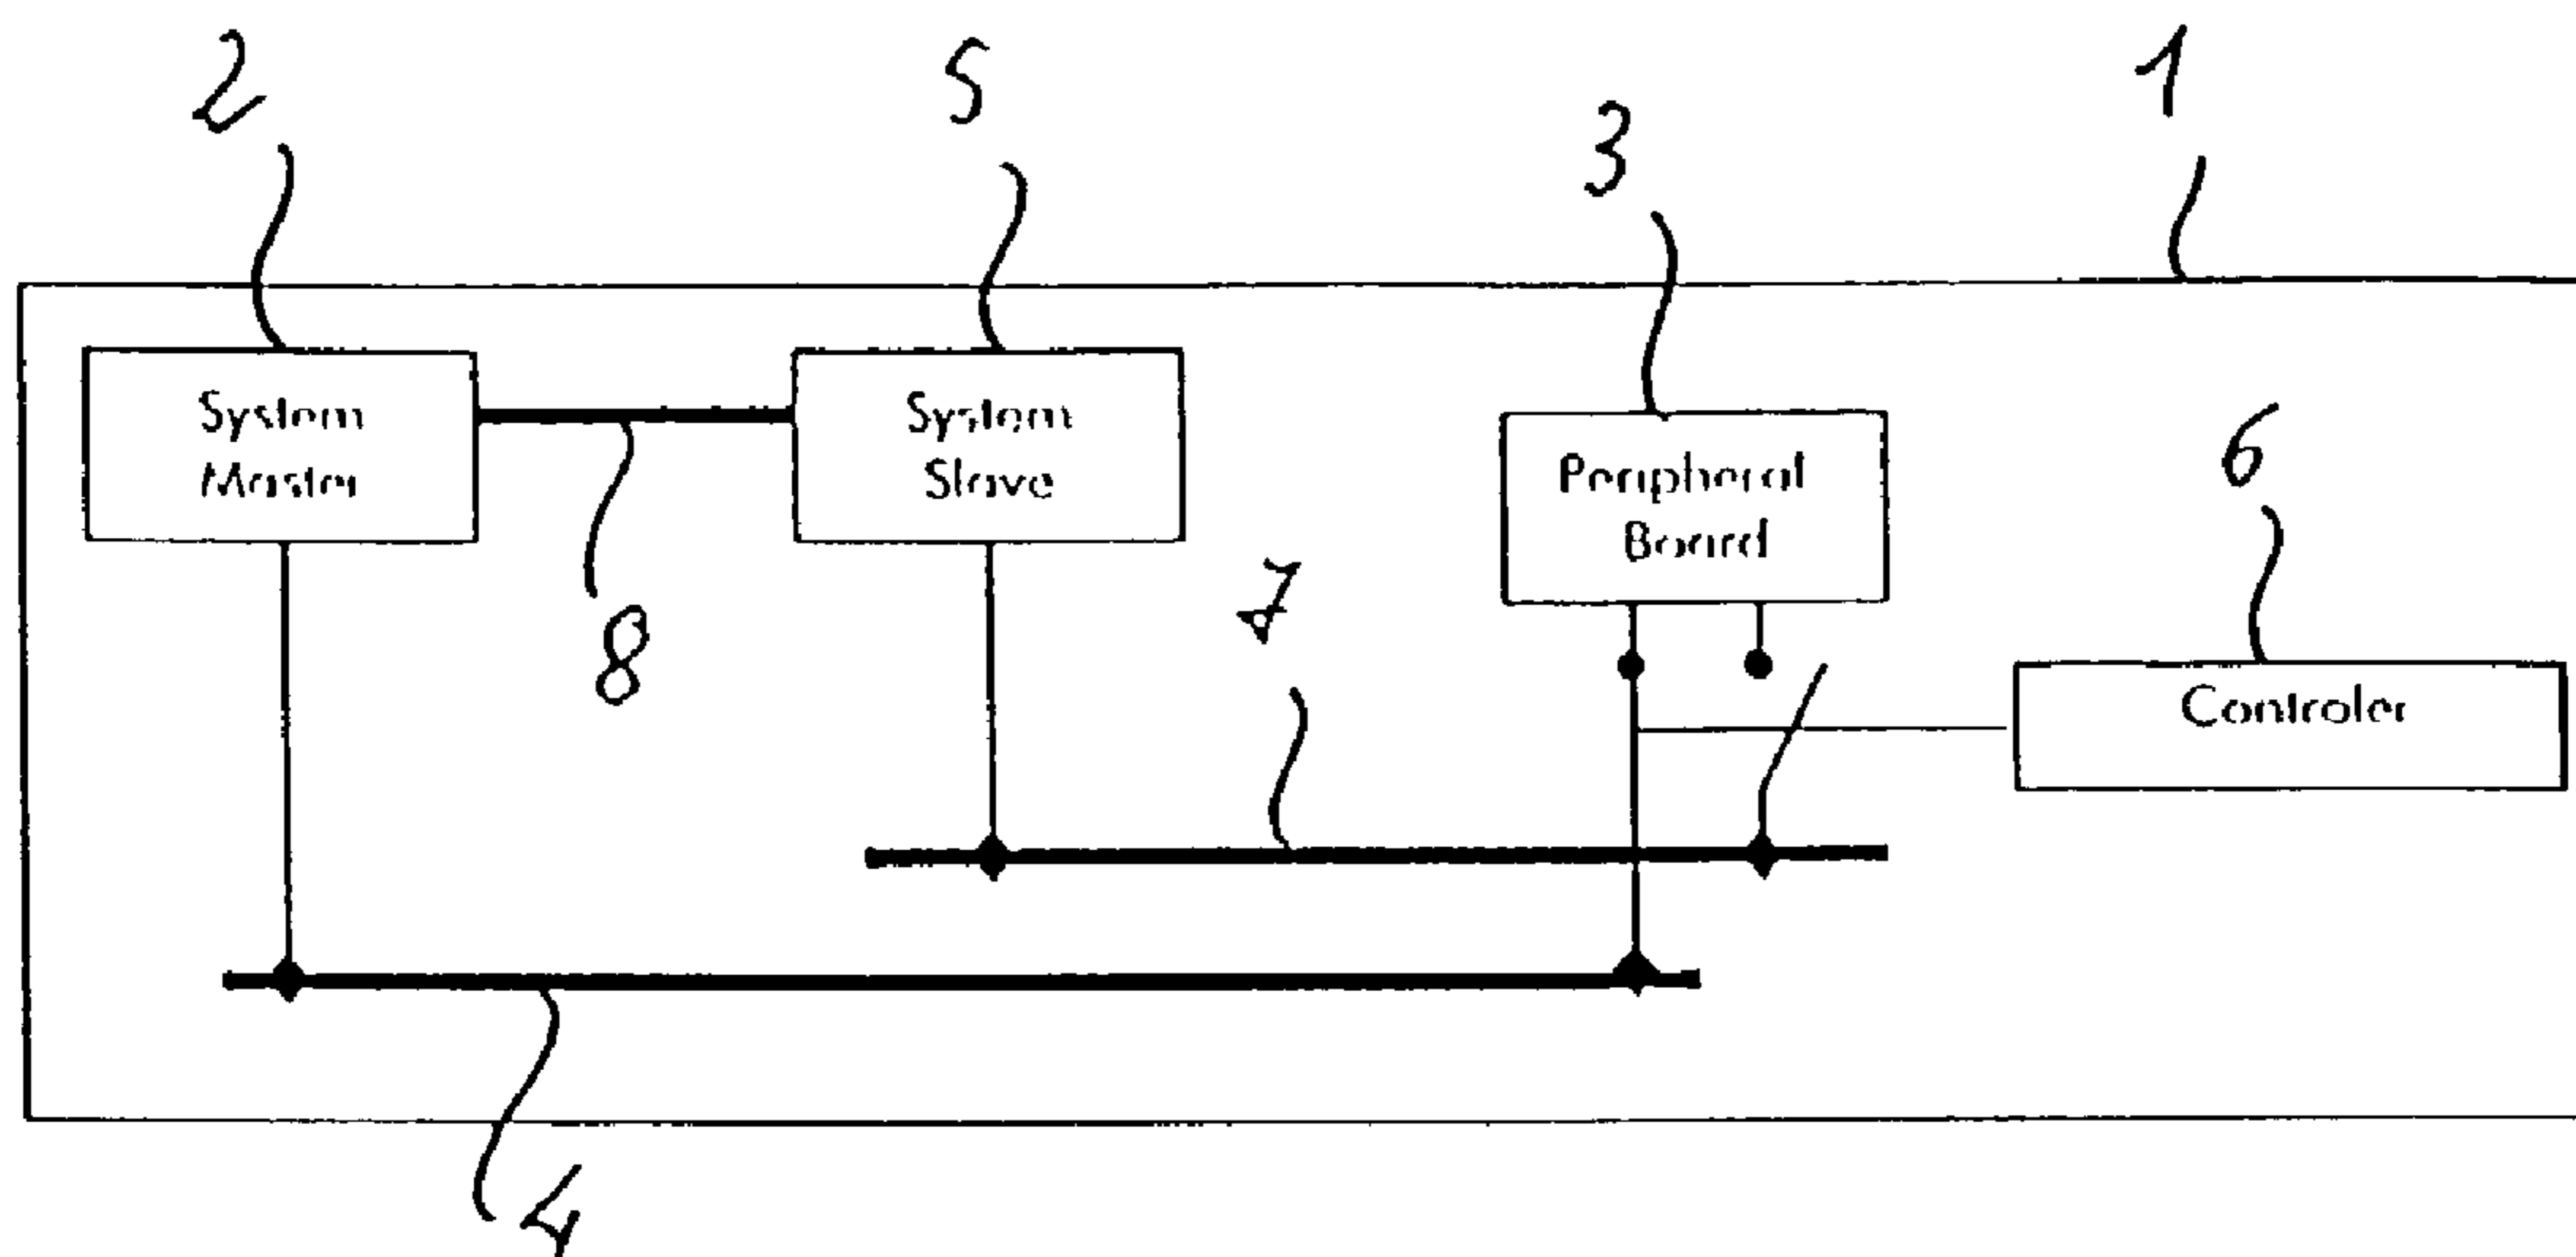 2
5
3
1
System
Master
System
Slave
Peripheral
Board
6
8
7
Controler
4